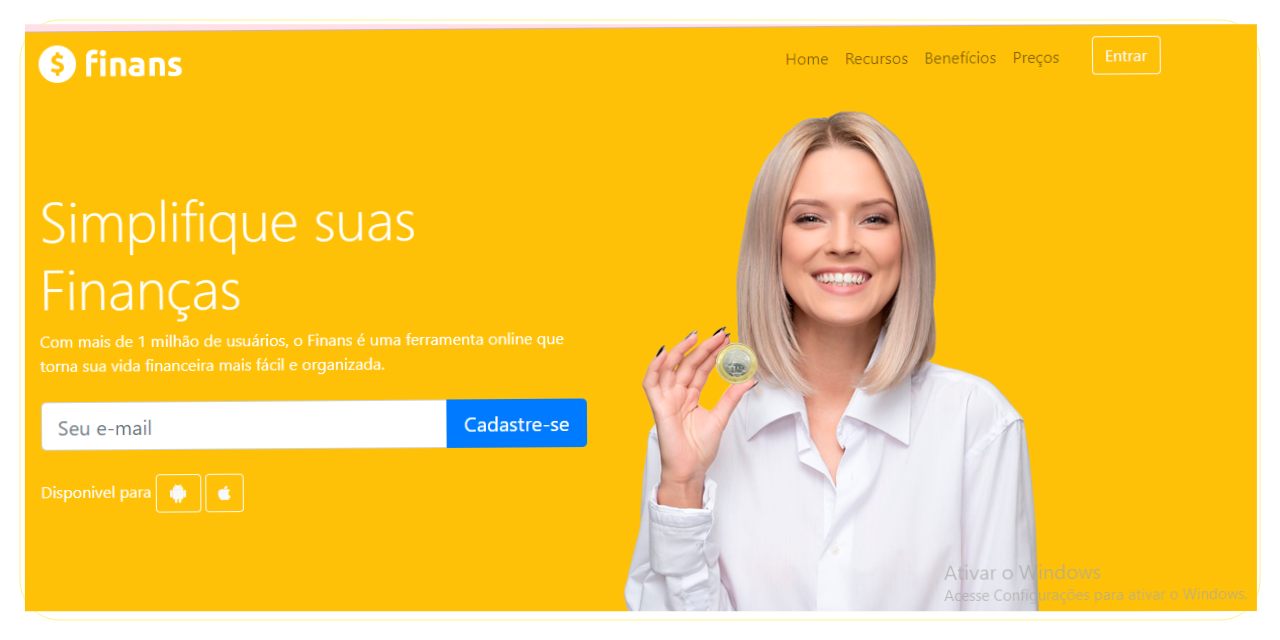 finans
Home Recursos Benefícios Preços Entrar
Simplifique suas
Finanças
Com mais de 1 milhão de usuários, o Finans é uma ferramenta online que
torna sua vida financeira mais fácil e organizada.
Seu e-mail Cadastre-se
Disponivel para
Ativar o Windows
Acesse Configurações para ativar o Windows.